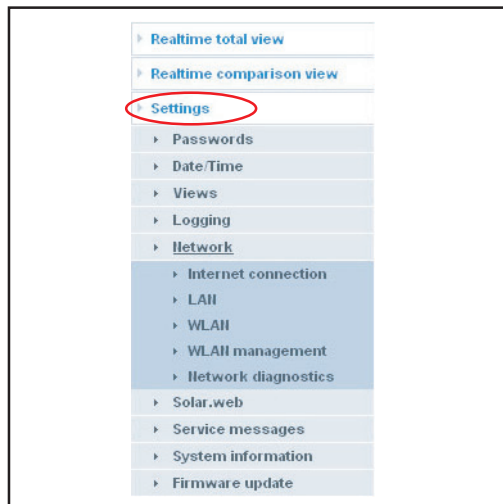 Realtime total view
Realtime comparison view
Settings
Passwords
Date/Time
Views
Logging
Network
Internet connection
LAN
WLAN
WLAN management
Network diagnostics
Solar.web
Service messages
System information
Firmware update